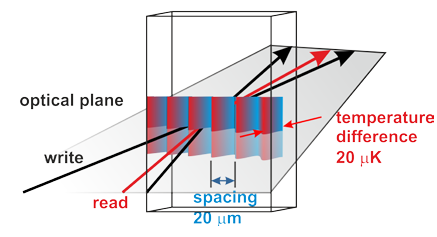 optical plane
write
read
spacing
20 μm
temperature
difference
20 μK